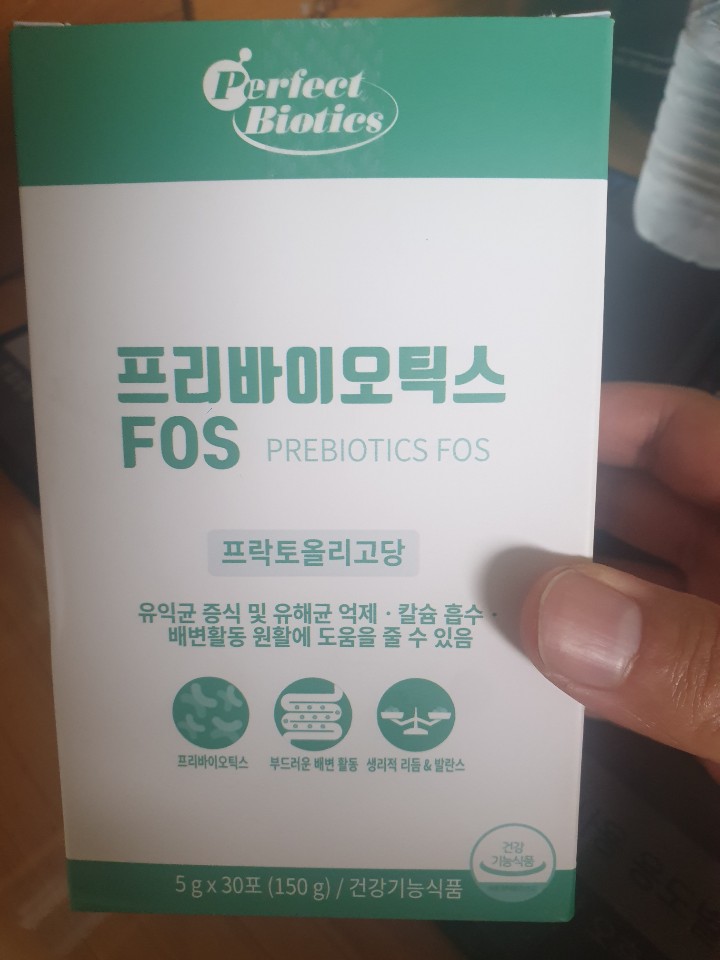 Perfect
Biotics
프리바이오틱스
FOS PREBIOTICS FOS
프락토올리고당
유익균 증식 및 유해균 억제 · 칼슘 흡수 ·
배변활동 원활에 도움을 줄 수 있음
프리바이오틱스 부드러운 배변 활동 생리적 리듬 & 발란스
건강
기능식품
5 g x 30포 (150 g) / 건강기능식품